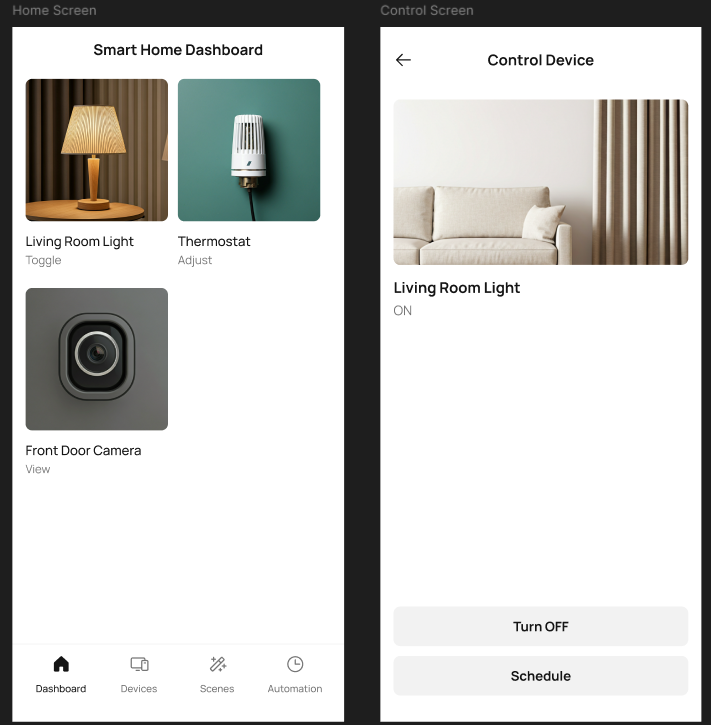 Home Screen
Smart Home Dashboard
Living Room Light
Toggle
Thermostat
Adjust
Front Door Camera
View
Dashboard
Devices
Scenes
Automation
Control Screen
Control Device
Living Room Light
ON
Turn OFF
Schedule